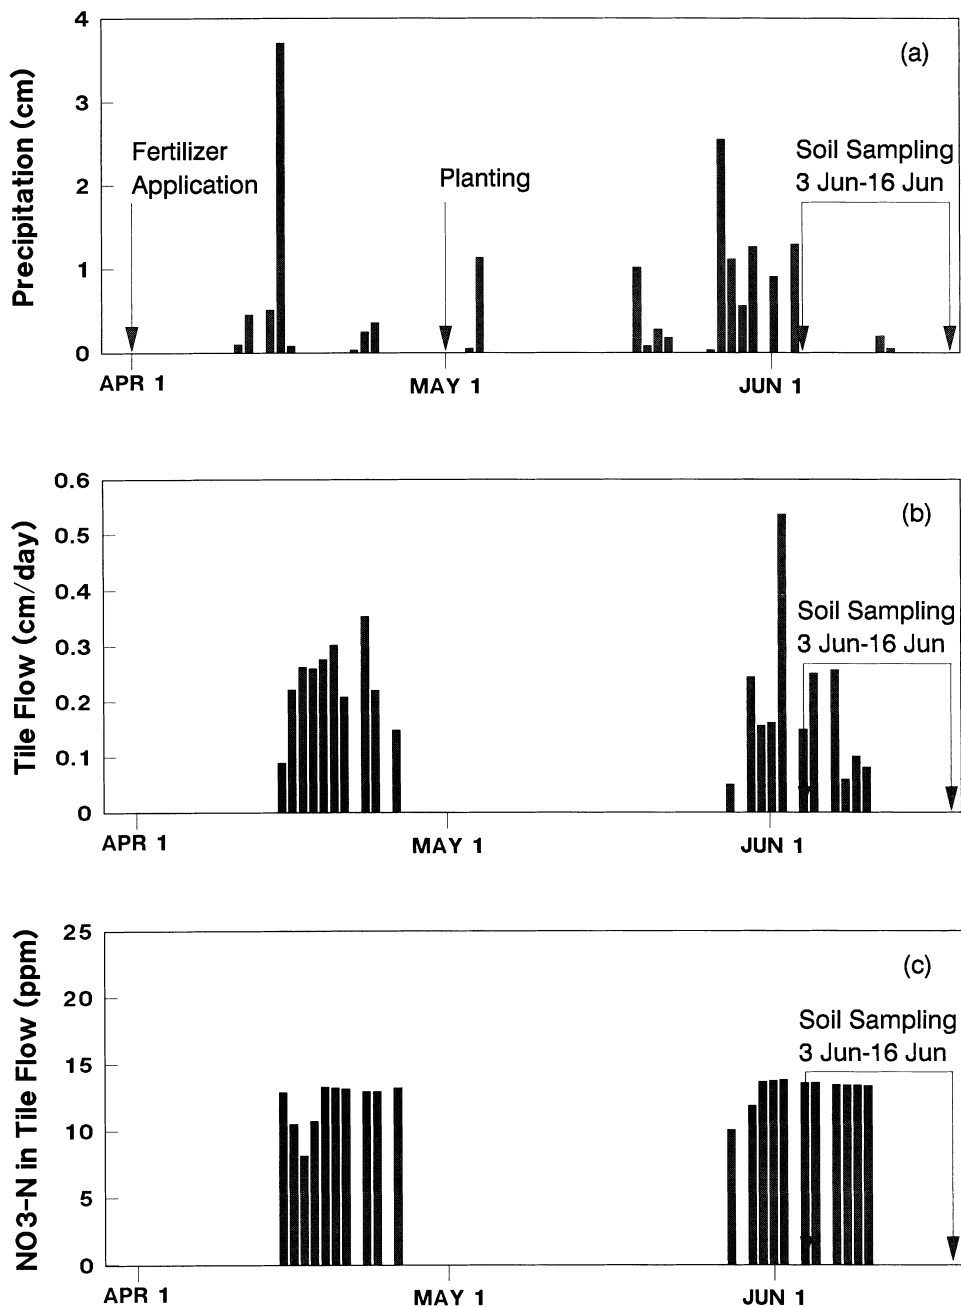 Precipitation (cm)
4
3
2
1
0
(a)
Fertilizer
Application
Planting
Soil Sampling
3 Jun-16 Jun
APR 1
MAY 1
JUN 1
Tile Flow (cm/day)
0.6
0.5
0.4
0.3
0.2
0.1
0
(b)
Soil Sampling
3 Jun-16 Jun
APR 1
MAY 1
JUN 1
NO3-N in Tile Flow (ppm)
25
20
15
10
5
0
(c)
Soil Sampling
3 Jun-16 Jun
APR 1
MAY 1
JUN 1